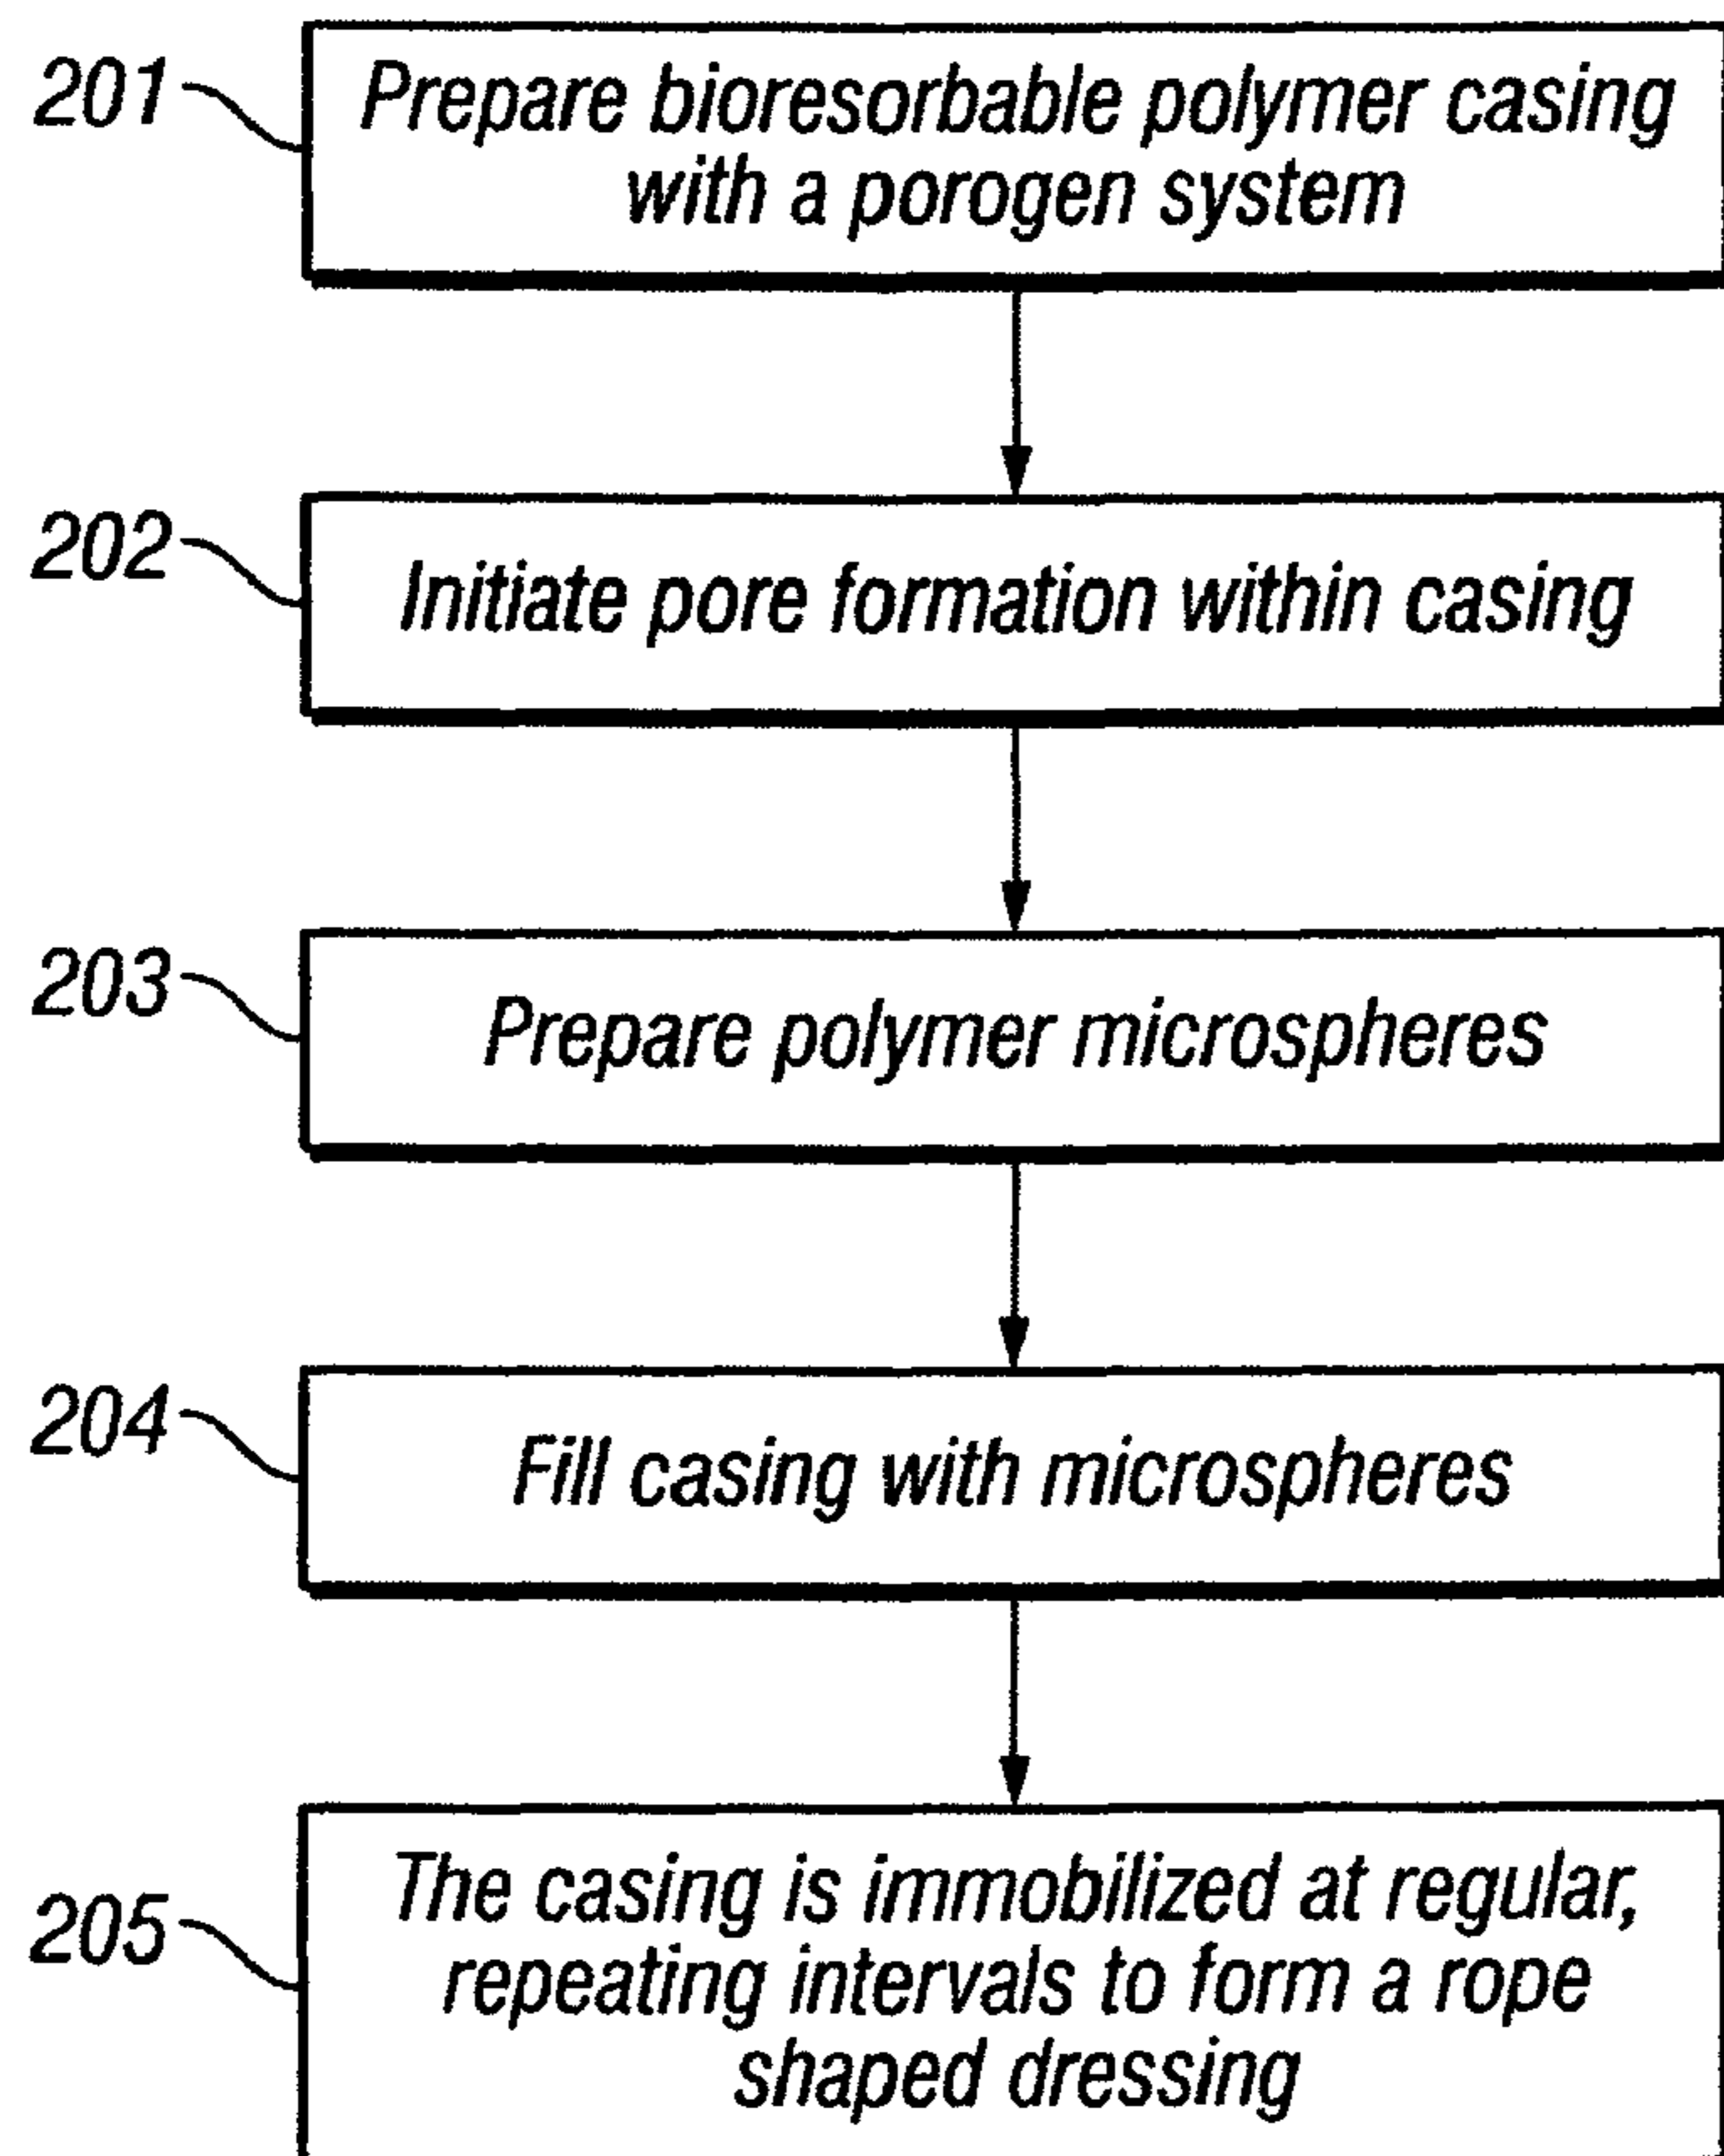 201
Prepare bioresorbable polymer casing
with a porogen system
202
Initiate pore formation within casing
203
Prepare polymer microspheres
204
Fill casing with microspheres
205
The casing is immobilized at regular,
repeating intervals to form a rope
shaped dressing